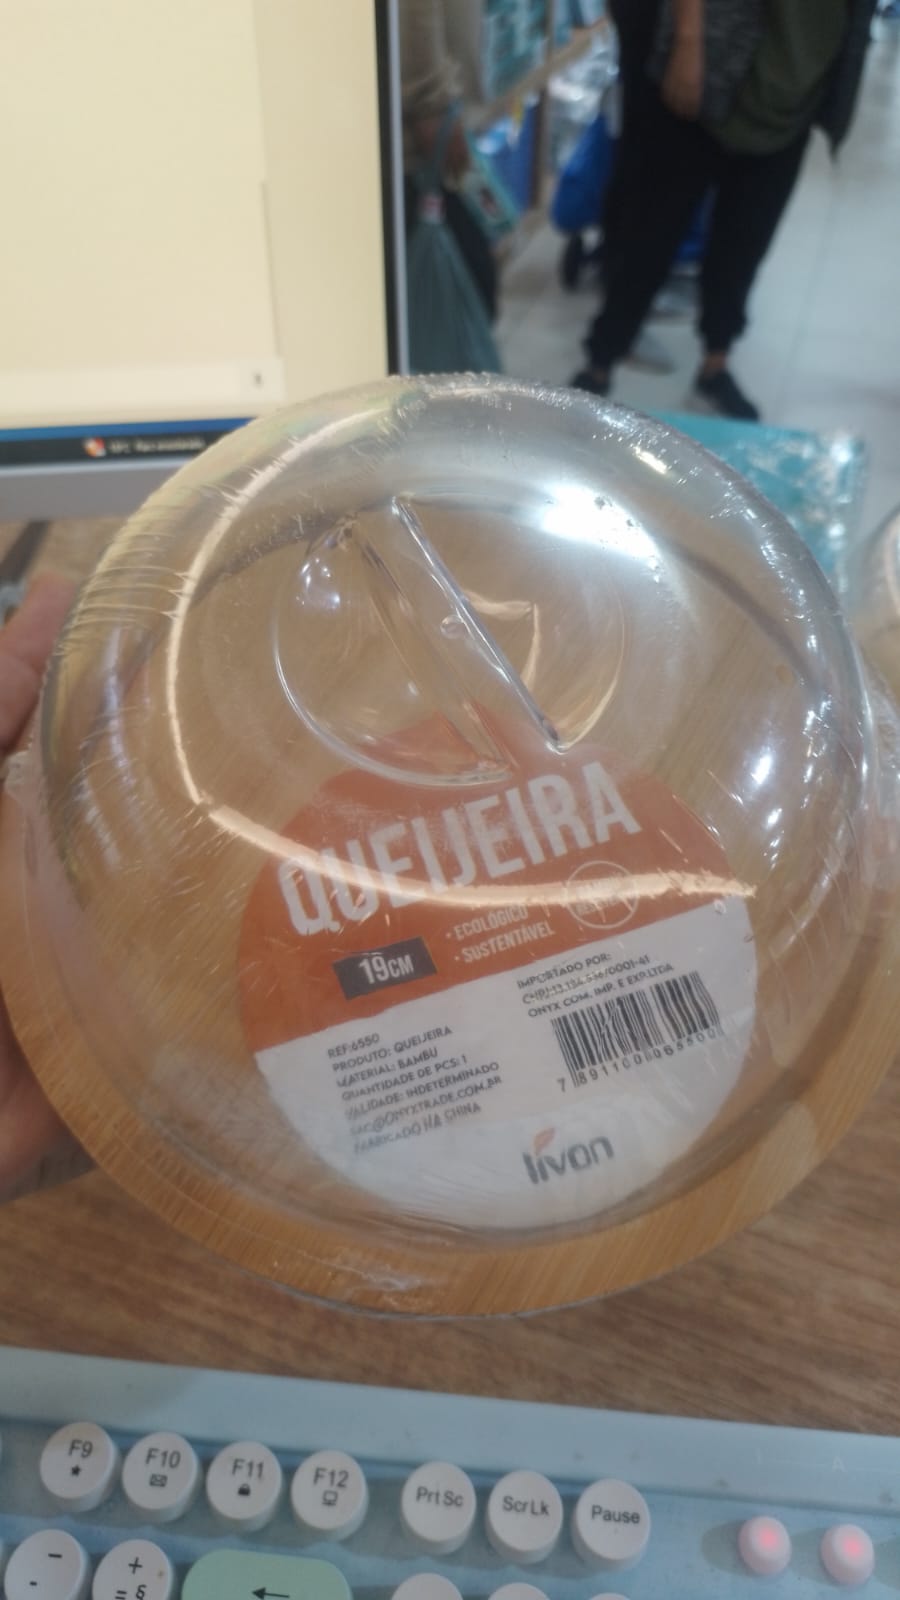 QUEIJEIRA
• ECOLÓGICO
• SUSTENTÁVEL
19CM
IMPORTADO POR:
ONYX COM. IMP. E EXP.LTDA
REF:6550
PRODUTO: QUEIJEIRA
MATERIAL: BAMBU
QUANTIDADE DE PCS: 1
VALIDADE: INDETERMINADO
SAC@ONYXTRADE.COM.BR
FABRICADO NA CHINA
livon
F9
F10
F11
F12
Prt Sc
Scr Lk
Pause
-
+
= §
←